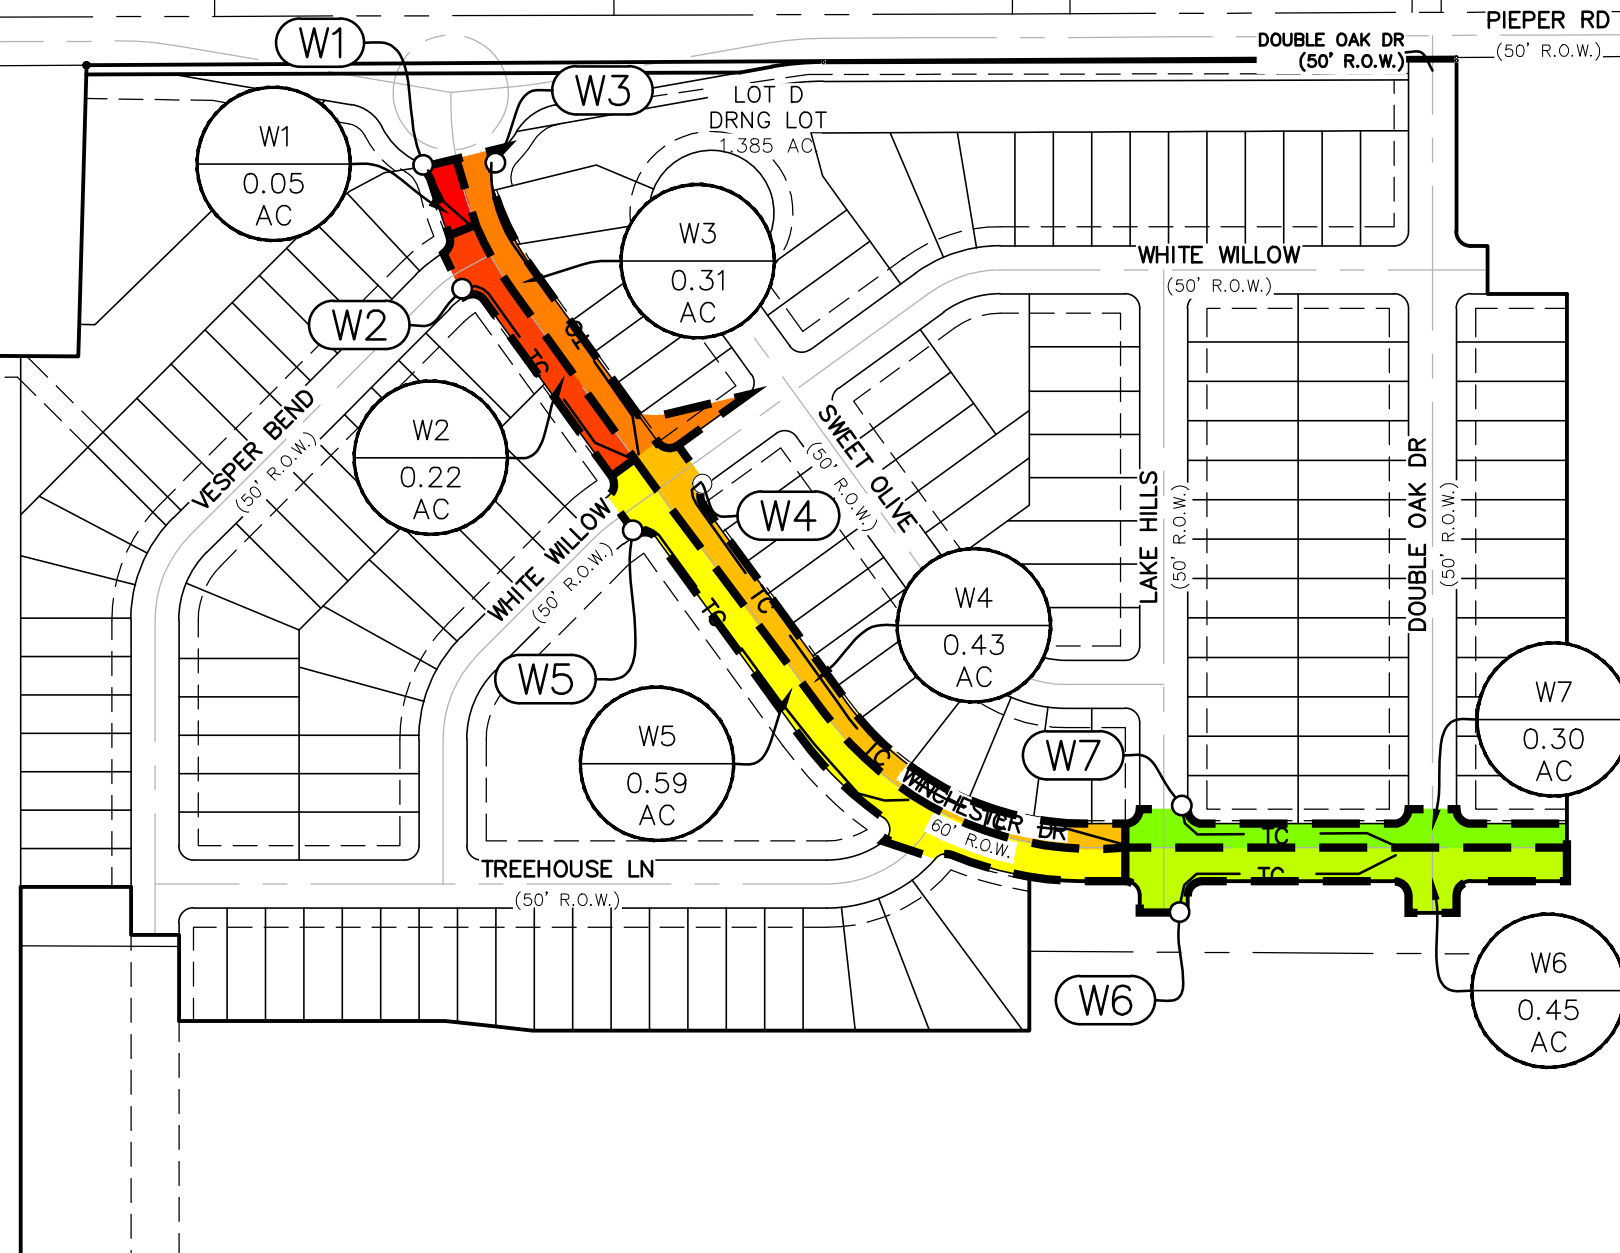 PIEPER RD
(50' R.O.W.)
DOUBLE OAK DR
(50' R.O.W.)
W1
W3
LOT D
DRNG LOT
1.385 AC.
W1
0.05
AC
W3
0.31
AC
WHITE WILLOW
(50' R.O.W.)
W2
TC
TC
W2
0.22
AC
VESPER BEND
(50' R.O.W.)
SWEET OLIVE
(50' R.O.W.)
W4
WHITE WILLOW
(50' R.O.W.)
LAKE HILLS
(50' R.O.W.)
DOUBLE OAK DR
(50' R.O.W.)
TC
TC
W4
0.43
AC
W5
W5
0.59
AC
TC
W7
W7
0.30
AC
WINCHESTER DR
60' R.O.W.
TC
TC
TC
TREEHOUSE LN
(50' R.O.W.)
W6
W6
0.45
AC